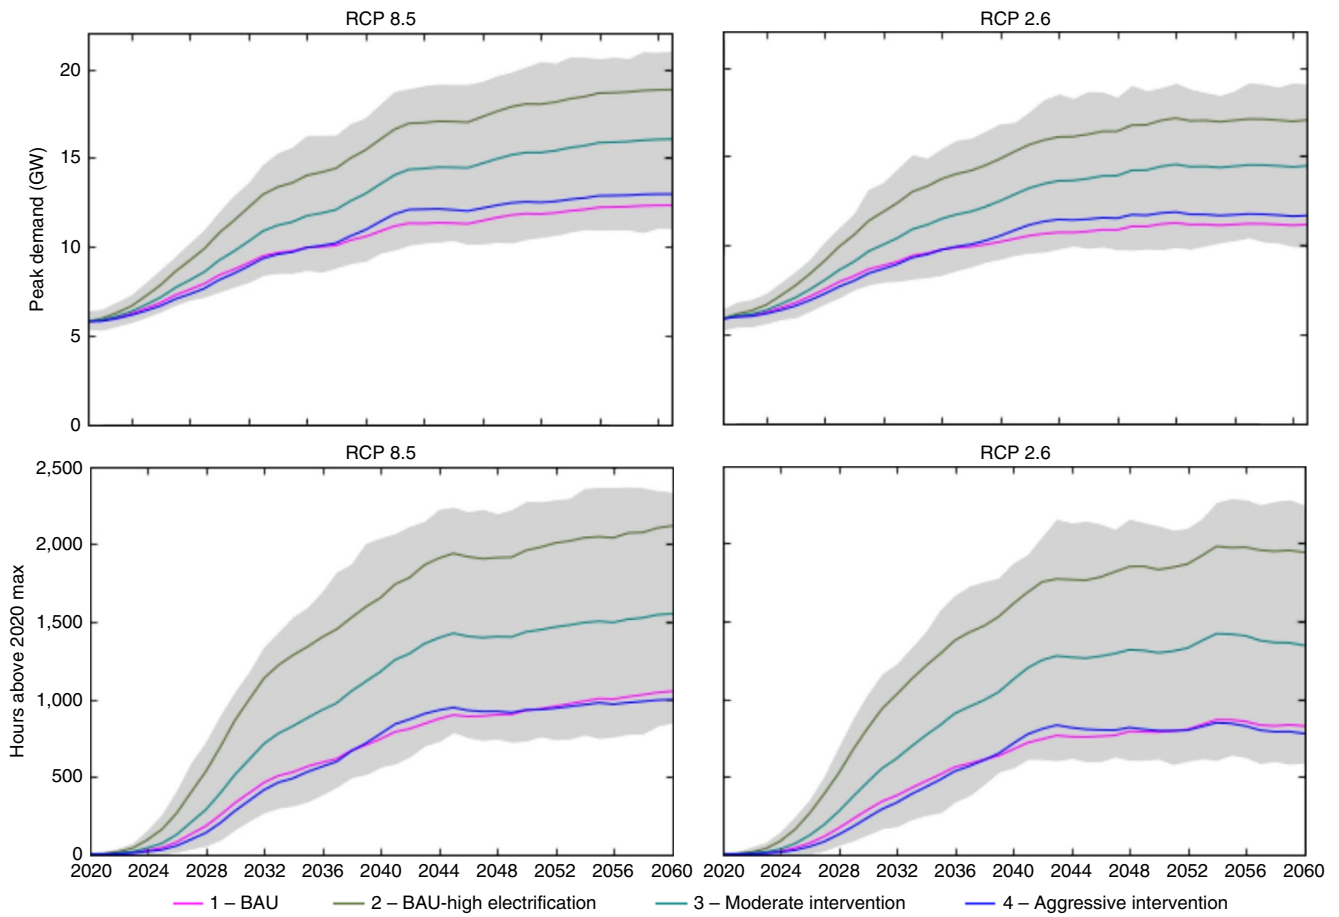 RCP 8.5
RCP 2.6
Peak demand (GW)
20
15
10
5
0
RCP 8.5
RCP 2.6
Hours above 2020 max
2,500
2,000
1,500
1,000
500
0
2020 2024 2028 2032 2036 2040 2044 2048 2052 2056 2060
2020 2024 2028 2032 2036 2040 2044 2048 2052 2056 2060
1 – BAU
2 – BAU-high electrification
3 – Moderate intervention
4 – Aggressive intervention